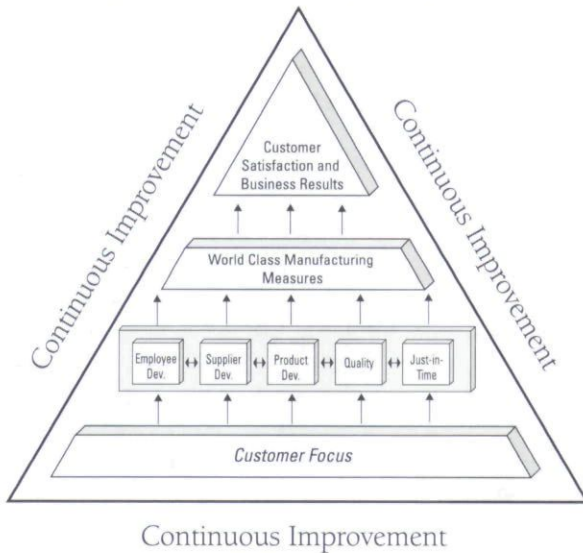 Continuous Improvement
Continuous Improvement
Customer
Satisfaction and
Business Results
World Class Manufacturing
Measures
Employee
Dev.
Supplier
Dev.
Product
Dev.
Quality
Just-in-
Time
Customer Focus
Continuous Improvement